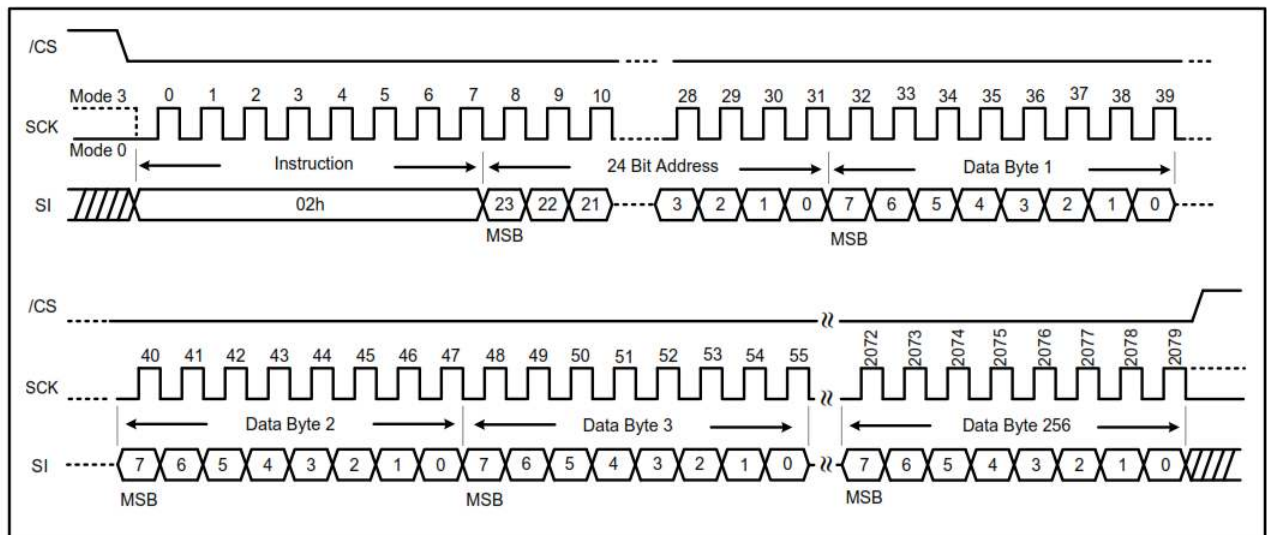 /CS
Mode 3 0 1 2 3 4 5 6 7 8 9 10 28 29 30 31 32 33 34 35 36 37 38 39
SCK
Mode 0
Instruction 24 Bit Address Data Byte 1
SI 02h 23 22 21 3 2 1 0 7 6 5 4 3 2 1 0
MSB MSB
/CS
40 41 42 43 44 45 46 47 48 49 50 51 52 53 54 55 2072 2073 2074 2075 2076 2077 2078 2079
SCK
Data Byte 2 Data Byte 3 Data Byte 256
SI 7 6 5 4 3 2 1 0 7 6 5 4 3 2 1 0 7 6 5 4 3 2 1 0
MSB MSB MSB